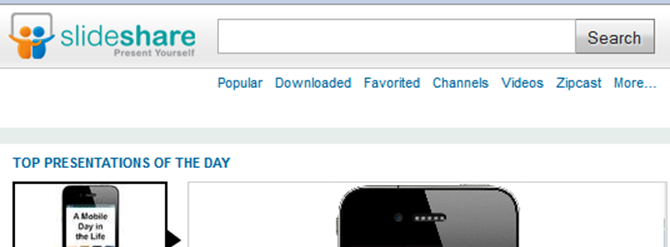 slideshare
Present Yourself
Search
Popular Downloaded Favorited Channels Videos Zipcast More...
TOP PRESENTATIONS OF THE DAY
A Mobile
Day in
the Life